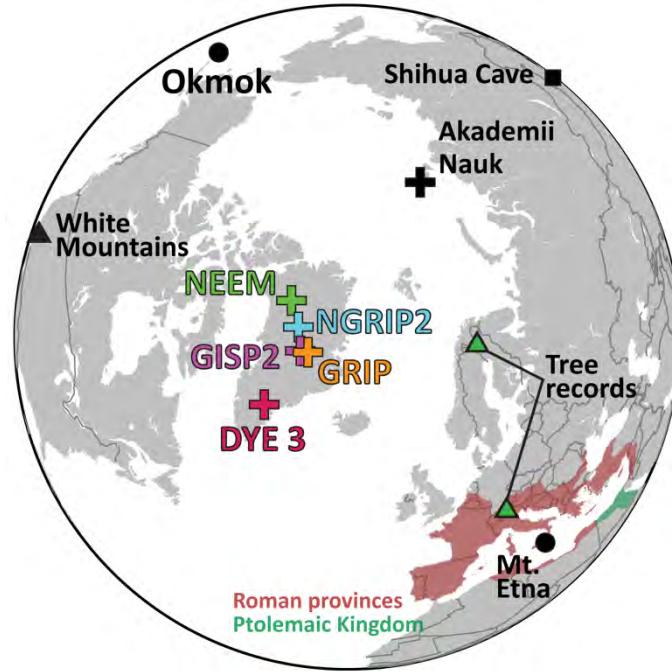 Okmok
Shihua Cave
Akademii
Nauk
White
Mountains
NEEM
NGRIP2
GISP2
GRIP
DYE 3
Tree
records
Mt.
Etna
Roman provinces
Ptolemaic Kingdom